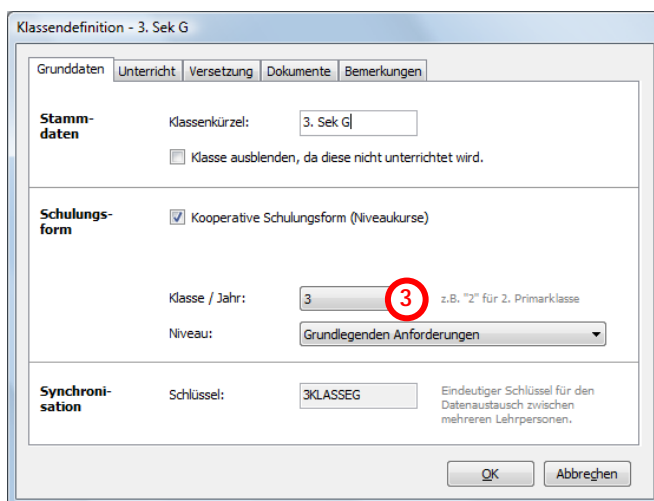 Klassendefinition - 3. Sek G
Grunddaten Unterricht Versetzung Dokumente Bemerkungen
Stamm-
daten
Klassenkürzel: 3. Sek G
Klasse ausblenden, da diese nicht unterrichtet wird.
Schulungs-
form
Kooperative Schulungsform (Niveaukurse)
Klasse / Jahr: 3 3 z.B. "2" für 2. Primarklasse
Niveau: Grundlegenden Anforderungen
Synchroni-
sation
Schlüssel: 3KLASSEG
Eindeutiger Schlüssel für den
Datenaustausch zwischen
mehreren Lehrpersonen.
OK Abbrechen